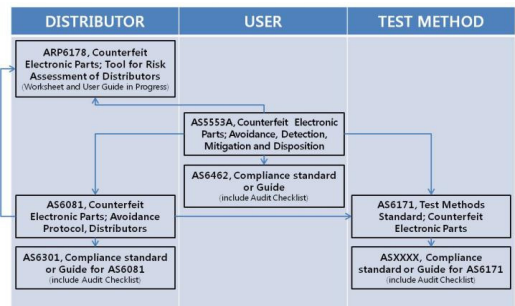 DISTRIBUTOR
USER
TEST METHOD
ARP6178, Counterfeit
Electronic Parts; Tool for Risk
Assessment of Distributors
(Worksheet and User Guide in Progress)
AS5553A, Counterfeit Electronic
Parts; Avoidance, Detection,
Mitigation and Disposition
AS6462, Compliance standard
or Guide
(include Audit Checklist)
AS6081, Counterfeit
Electronic Parts; Avoidance
Protocol, Distributors
AS6171, Test Methods
Standard; Counterfeit
Electronic Parts
AS6301, Compliance standard
or Guide for AS6081
(include Audit Checklist)
ASXXXX, Compliance
standard or Guide for AS6171
(include Audit Checklist)